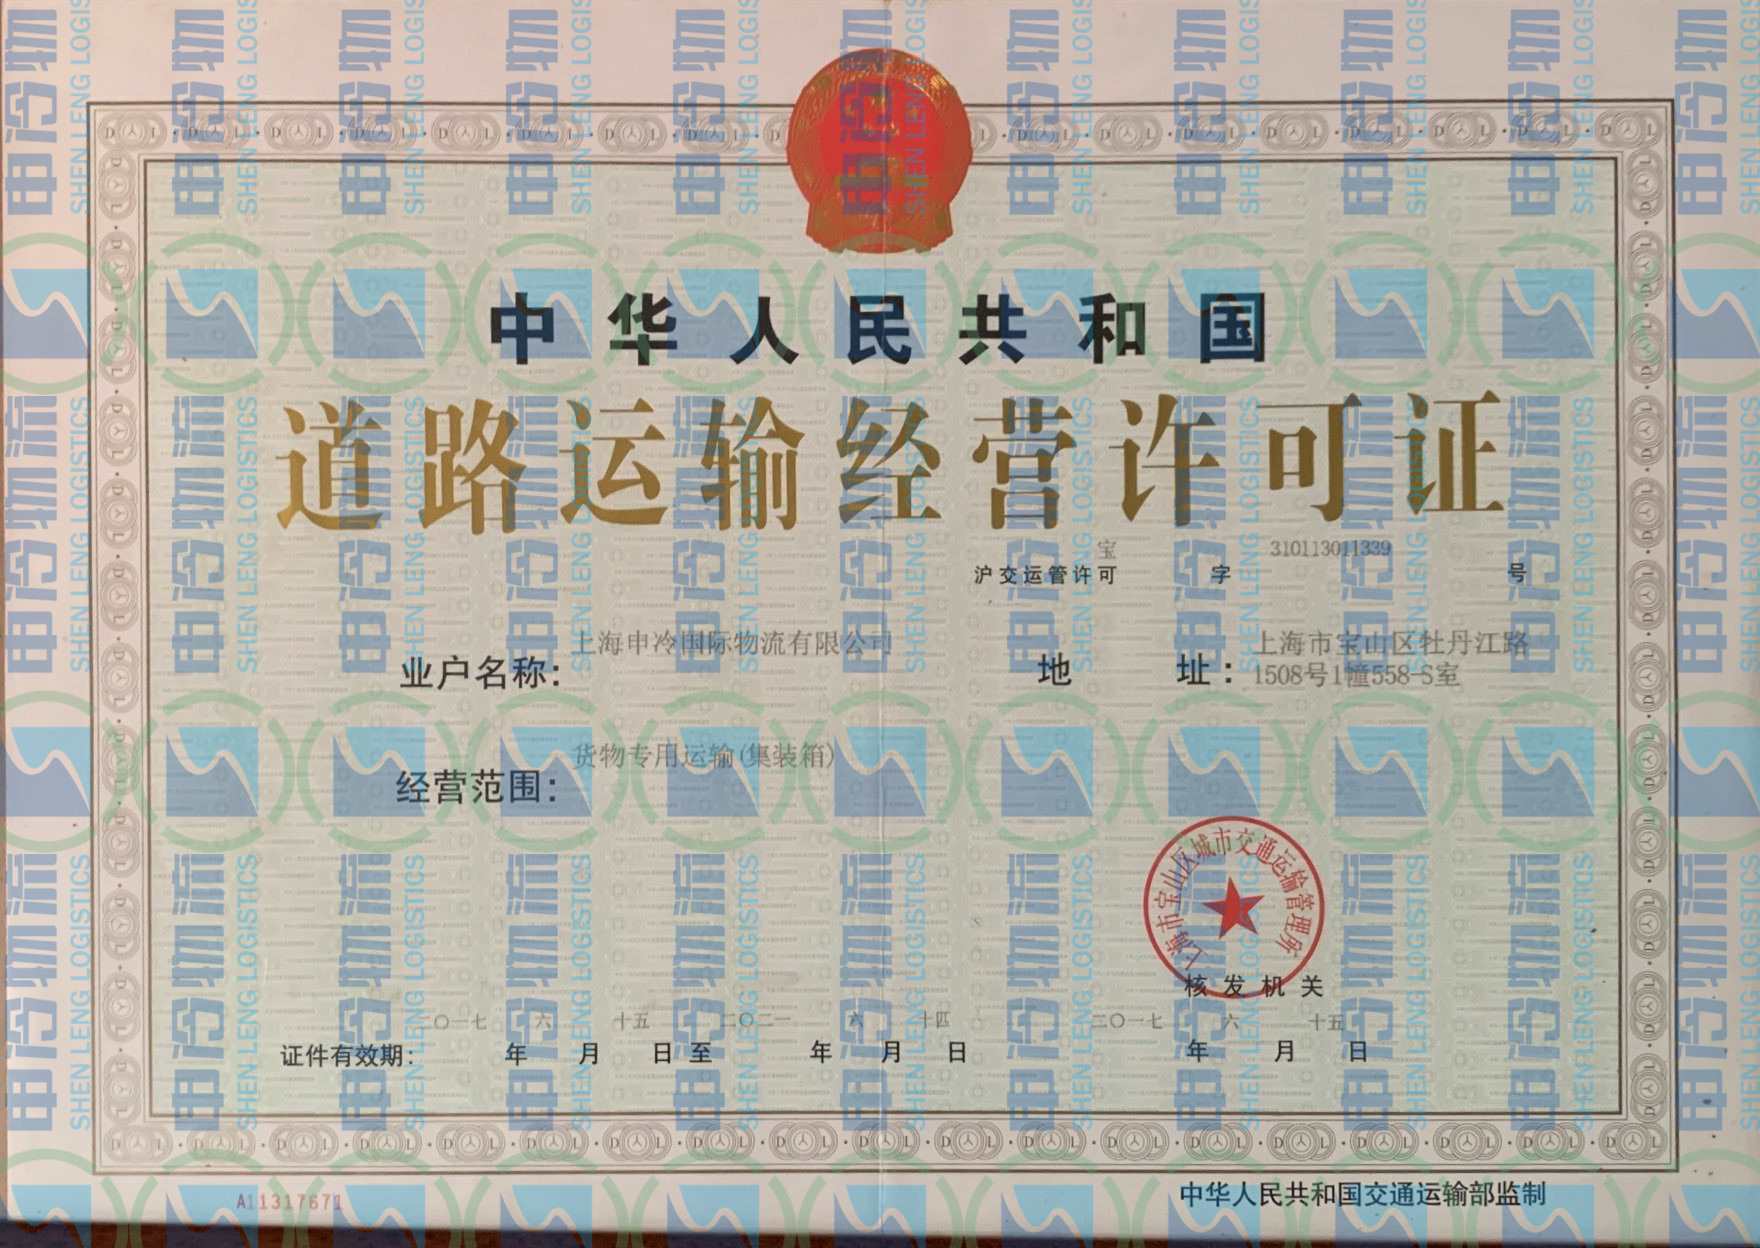 中华人民共和国
道路运输经营许可证
宝 310113011339
沪交运管许可 字 号
业户名称: 上海申冷国际物流有限公司
地 址: 上海市宝山区牡丹江路
1508号1幢558-S室
经营范围: 货物专用运输(集装箱)
上海市宝山区城市交通运输管理所
核发机关
二〇一七 六 十五 二〇二一 六 十四 二〇一七 六 十五
证件有效期: 年 月 日 至 年 月 日 年 月 日
A11317671
中华人民共和国交通运输部监制
申冷物流
SHEN LENG LOGISTICS